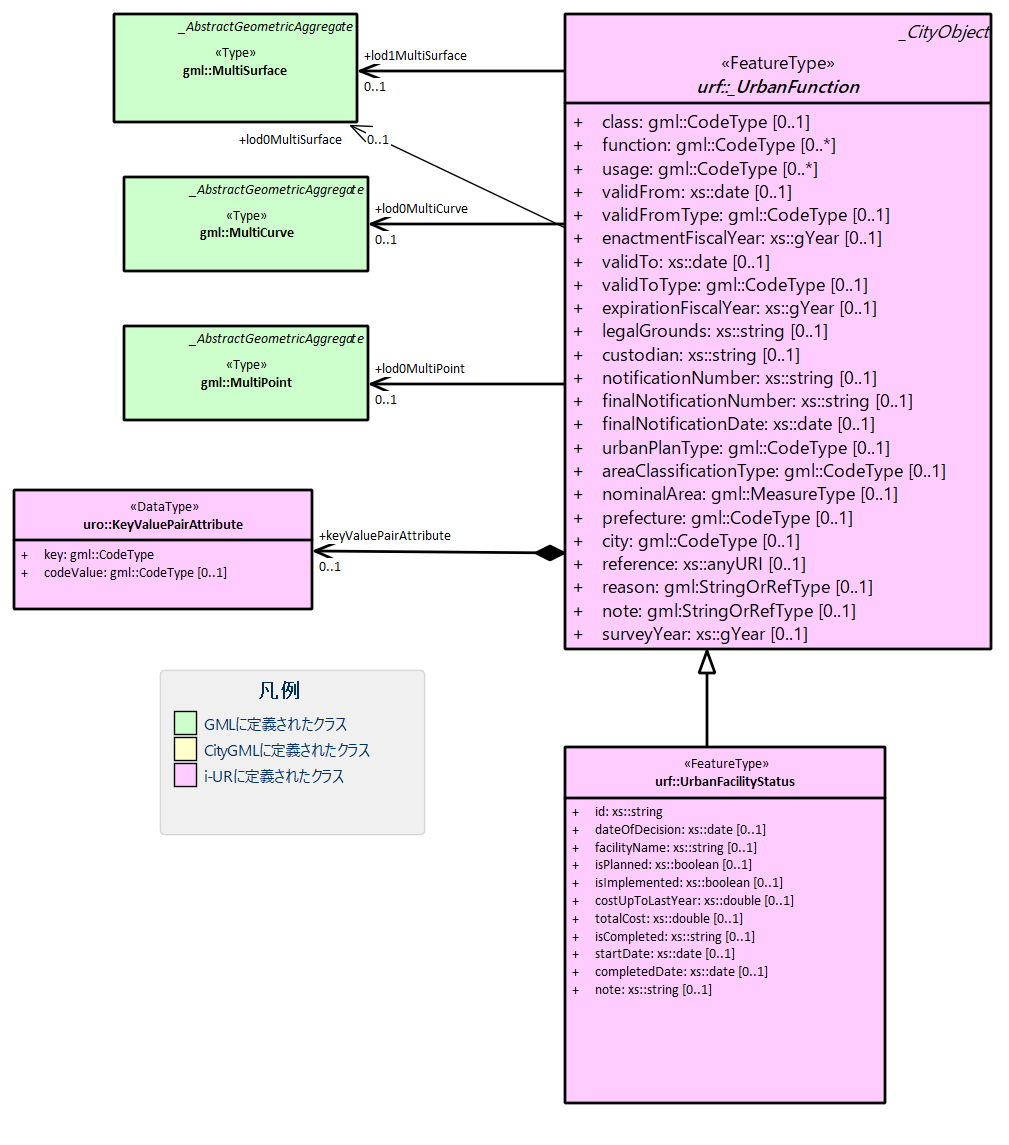 _AbstractGeometricAggregate
«Type»
gml::MultiSurface
+lod1MultiSurface
0..1
+lod0MultiSurface
0..1
_AbstractGeometricAggregate
«Type»
gml::MultiCurve
+lod0MultiCurve
0..1
_AbstractGeometricAggregate
«Type»
gml::MultiPoint
+lod0MultiPoint
0..1
«DataType»
uro::KeyValuePairAttribute
+ key: gml::CodeType
+ codeValue: gml::CodeType [0..1]
+keyValuePairAttribute
0..1
_CityObject
«FeatureType»
urf::_UrbanFunction
+ class: gml::CodeType [0..1]
+ function: gml::CodeType [0..*]
+ usage: gml::CodeType [0..*]
+ validFrom: xs::date [0..1]
+ validFromType: gml::CodeType [0..1]
+ enactmentFiscalYear: xs::gYear [0..1]
+ validTo: xs::date [0..1]
+ validToType: gml::CodeType [0..1]
+ expirationFiscalYear: xs::gYear [0..1]
+ legalGrounds: xs::string [0..1]
+ custodian: xs::string [0..1]
+ notificationNumber: xs::string [0..1]
+ finalNotificationNumber: xs::string [0..1]
+ finalNotificationDate: xs::date [0..1]
+ urbanPlanType: gml::CodeType [0..1]
+ areaClassificationType: gml::CodeType [0..1]
+ nominalArea: gml::MeasureType [0..1]
+ prefecture: gml::CodeType [0..1]
+ city: gml::CodeType [0..1]
+ reference: xs::anyURI [0..1]
+ reason: gml:StringOrRefType [0..1]
+ note: gml:StringOrRefType [0..1]
+ surveyYear: xs::gYear [0..1]
凡例
GMLに定義されたクラス
CityGMLに定義されたクラス
i-URに定義されたクラス
«FeatureType»
urf::UrbanFacilityStatus
+ id: xs::string
+ dateOfDecision: xs::date [0..1]
+ facilityName: xs::string [0..1]
+ isPlanned: xs::boolean [0..1]
+ isImplemented: xs::boolean [0..1]
+ costUpToLastYear: xs::double [0..1]
+ totalCost: xs::double [0..1]
+ isCompleted: xs::string [0..1]
+ startDate: xs::date [0..1]
+ completedDate: xs::date [0..1]
+ note: xs::string [0..1]